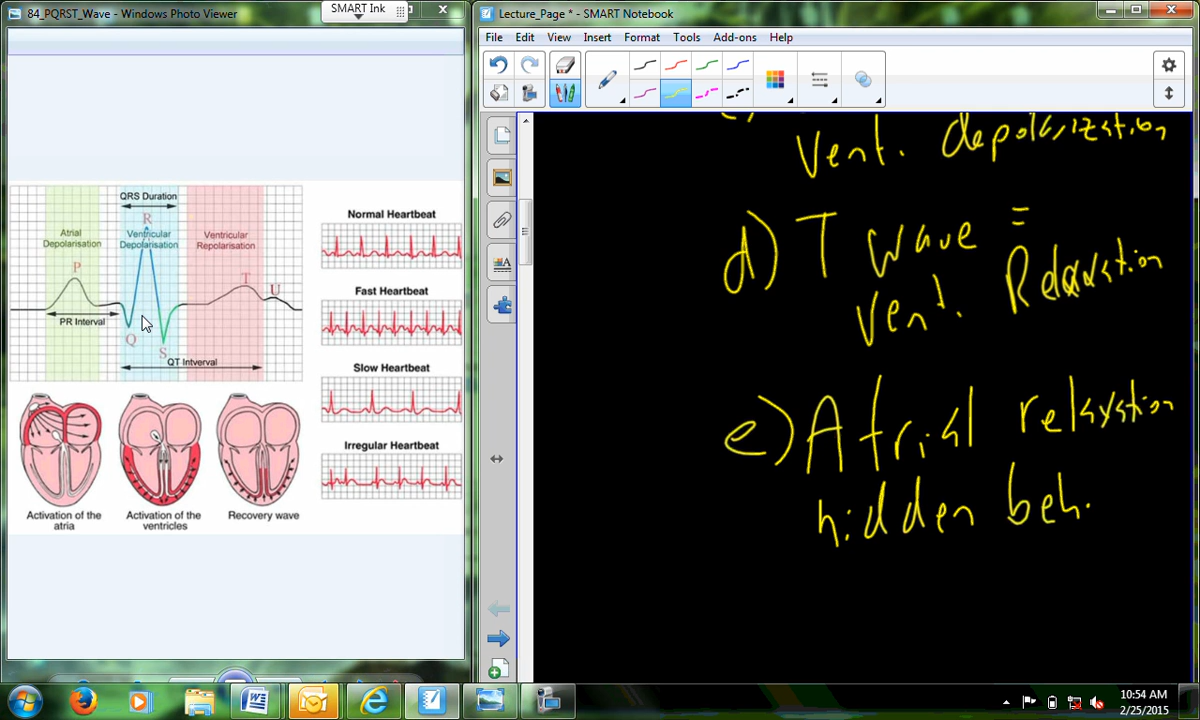 84_PQRST_Wave - Windows Photo Viewer
SMART Ink
Lecture_Page * - SMART Notebook
File Edit View Insert Format Tools Add-ons Help
QRS Duration
R
Atrial
Depolarisation
Ventricular
Depolarisation
Ventricular
Repolarisation
P
T
U
PR Interval
Q
S
QT Intverval
Normal Heartbeat
Fast Heartbeat
Slow Heartbeat
Irregular Heartbeat
Activation of the
atria
Activation of the
ventricles
Recovery wave
vent. depolarization
d) T wave =
vent. Relaxation
e) Atrial relaxation
hidden beh.
10:54 AM
2/25/2015